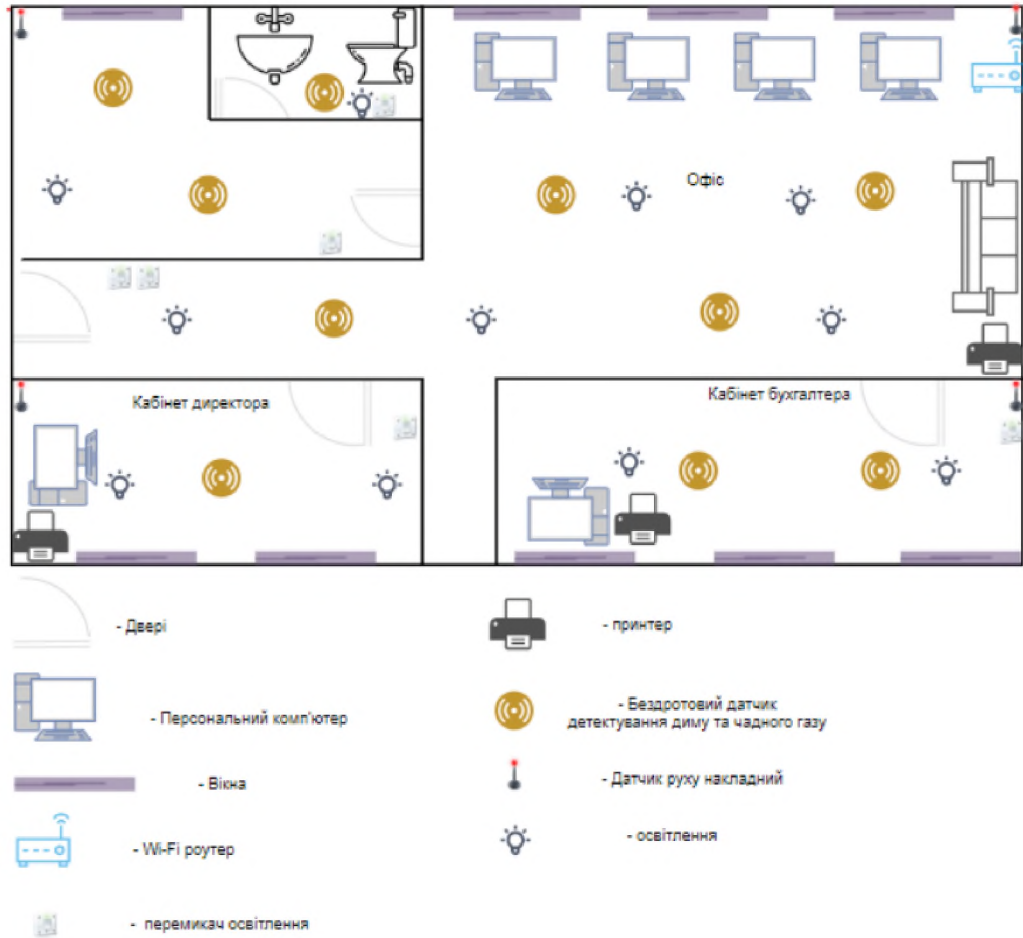 Офіс
Кабінет директора
Кабінет бухгалтера
- Двері
- принтер
- Персональний комп'ютер
- Бездротовий датчик
детектування диму та чадного газу
- Вікна
- Датчик руху накладний
- Wi-Fi роутер
- освітлення
- перемикач освітлення